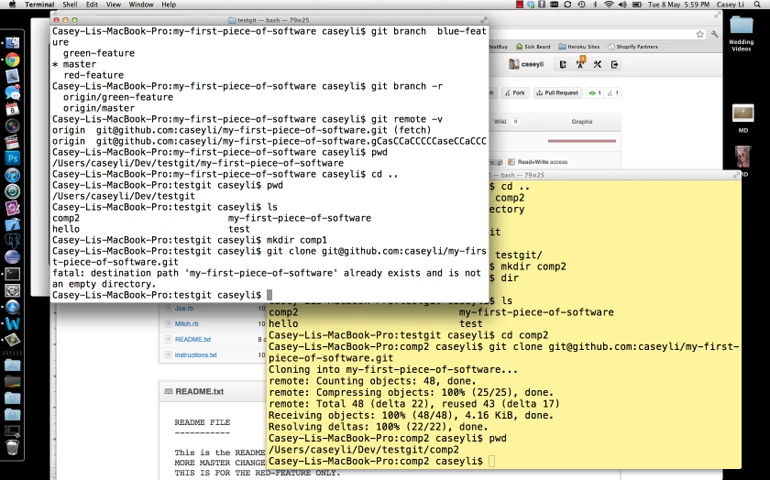 Terminal Shell Edit View Window Help
Tue 8 May 5:59 PM Casey Li
testgit — bash — 79×25
Casey-Lis-MacBook-Pro:my-first-piece-of-software caseyli$ git branch  blue-feat
ure
green-feature
* master
red-feature
Casey-Lis-MacBook-Pro:my-first-piece-of-software caseyli$ git branch -r
origin/green-feature
origin/master
Casey-Lis-MacBook-Pro:my-first-piece-of-software caseyli$ git remote -v
origin  git@github.com:caseyli/my-first-piece-of-software.git (fetch)
origin  git@github.com:caseyli/my-first-piece-of-software.gCasCCaCCCCCaseCCaCCC
Casey-Lis-MacBook-Pro:my-first-piece-of-software caseyli$ pwd
/Users/caseyli/Dev/testgit/my-first-piece-of-software
Casey-Lis-MacBook-Pro:my-first-piece-of-software caseyli$ cd ..
Casey-Lis-MacBook-Pro:testgit caseyli$ pwd
/Users/caseyli/Dev/testgit
Casey-Lis-MacBook-Pro:testgit caseyli$ ls
comp2 my-first-piece-of-software
hello test
Casey-Lis-MacBook-Pro:testgit caseyli$ mkdir comp1
Casey-Lis-MacBook-Pro:testgit caseyli$ git clone git@github.com:caseyli/my-firs
t-piece-of-software.git
fatal: destination path 'my-first-piece-of-software' already exists and is not
an empty directory.
Casey-Lis-MacBook-Pro:testgit caseyli$
Sick Beard Heroku Sites Shopify Partners
caseyli
Fork Pull Request 1 1
Wiki 0 Graphs
Read+Write access
bash — 79×25
$ cd ..
comp2
rectory
it
testgit/
$ mkdir comp2
$ dir
$ ls
comp2 my-first-piece-of-software
hello test
Casey-Lis-MacBook-Pro:testgit caseyli$ cd comp2
Casey-Lis-MacBook-Pro:comp2 caseyli$ git clone git@github.com:caseyli/my-first-
piece-of-software.git
Cloning into my-first-piece-of-software...
remote: Counting objects: 48, done.
remote: Compressing objects: 100% (25/25), done.
remote: Total 48 (delta 22), reused 43 (delta 17)
Receiving objects: 100% (48/48), 4.16 KiB, done.
Resolving deltas: 100% (22/22), done.
Casey-Lis-MacBook-Pro:comp2 caseyli$ pwd
/Users/caseyli/Dev/testgit/comp2
Casey-Lis-MacBook-Pro:comp2 caseyli$
Joe.rb
Mitch.rb
README.txt
instructions.txt
README.txt
README FILE
-----------
This is the README
MORE MASTER CHANGE
THIS IS FOR THE RED-FEATURE ONLY.
Wedding
Videos
MD
MD